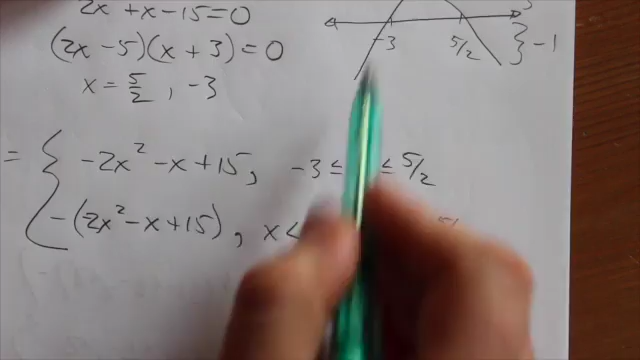 2x² + x - 15 = 0
(2x - 5)(x + 3) = 0
x = 5/2, -3
-3 5/2 } -1
= { -2x² - x + 15, -3 ≤ ≤ 5/2
-(2x² - x + 15), x <